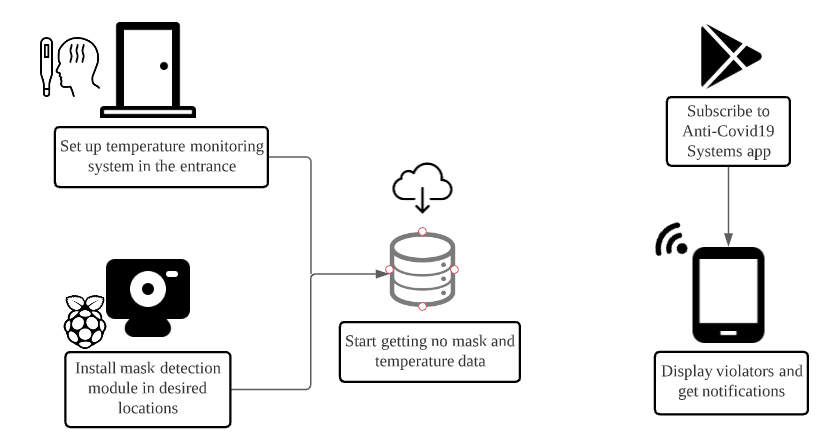 Set up temperature monitoring
system in the entrance
Install mask detection
module in desired
locations
Start getting no mask and
temperature data
Subscribe to
Anti-Covid19
Systems app
Display violators and
get notifications